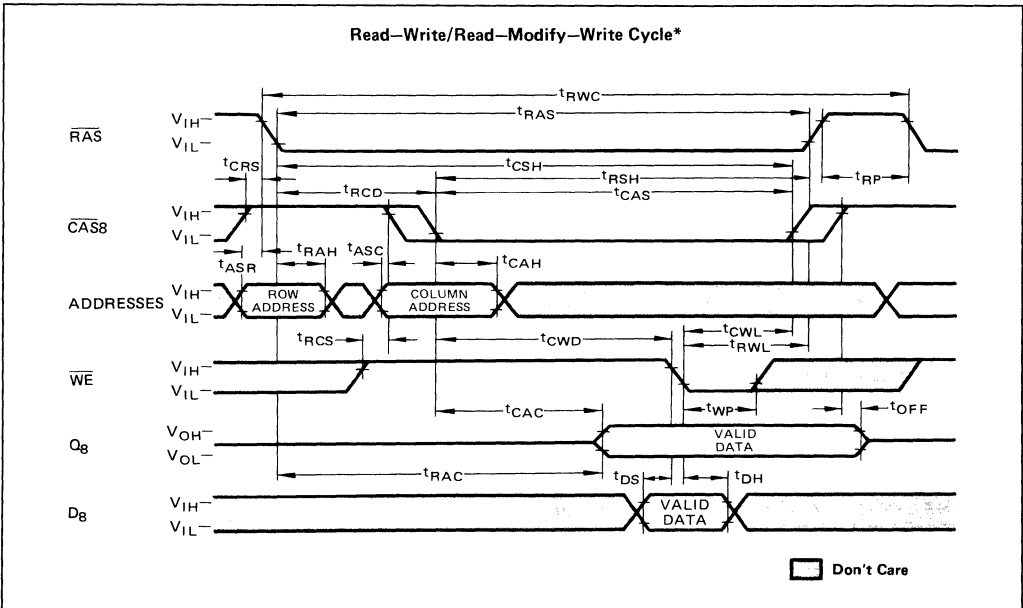 Read–Write/Read–Modify–Write Cycle*
tRWC
tRAS
RAS
VIH–
VIL–
tCRS
tCSH
tRSH
tRP
tRCD
tCAS
CAS8
VIH–
VIL–
tASR
tRAH
tASC
tCAH
ADDRESSES
VIH–
VIL–
ROW
ADDRESS
COLUMN
ADDRESS
tRCS
tCWD
tCWL
tRWL
WE
VIH–
VIL–
tCAC
tWP
tOFF
Q8
VOH–
VOL–
VALID
DATA
tRAC
tDS
tDH
D8
VIH–
VIL–
VALID
DATA
Don't Care